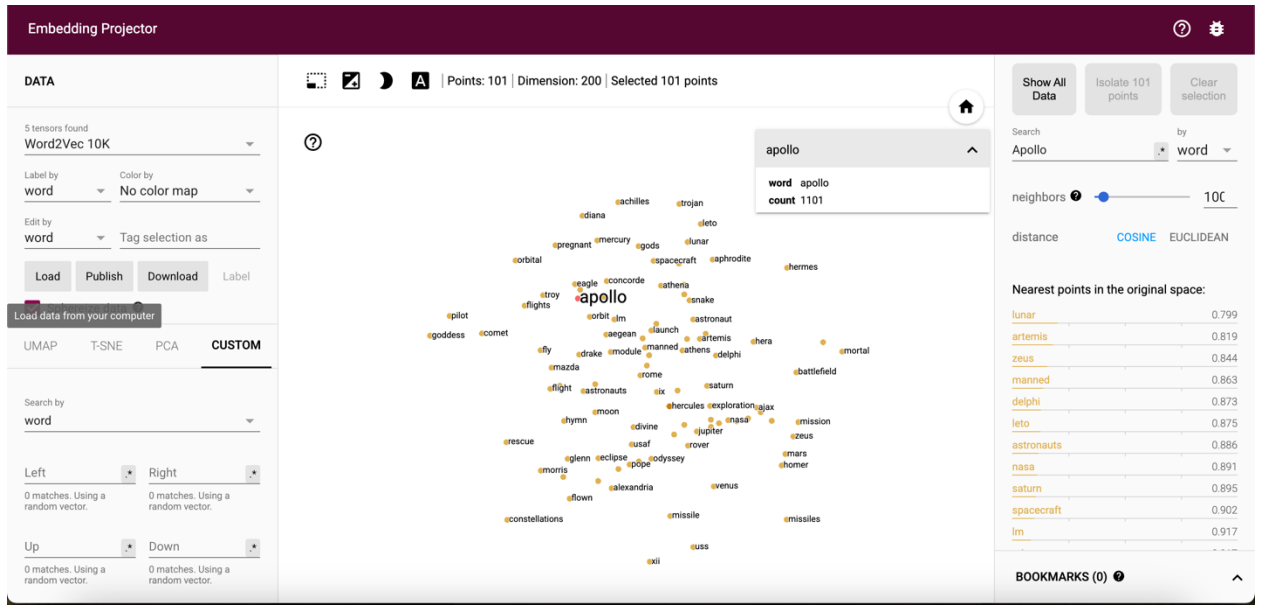 Embedding Projector
DATA
5 tensors found
Word2Vec 10K
Label by
Color by
word
No color map
Edit by
word
Tag selection as
Load
Publish
Download
Label
Load data from your computer
UMAP
T-SNE
PCA
CUSTOM
Search by
word
Left .*
Right .*
0 matches. Using a random vector.
0 matches. Using a random vector.
Up .*
Down .*
0 matches. Using a random vector.
0 matches. Using a random vector.
A
Points: 101 | Dimension: 200 | Selected 101 points
apollo
word apollo
count 1101
achilles
trojan
diana
leto
pregnant
mercury
gods
lunar
orbital
spacecraft
aphrodite
hermes
eagle
concorde
athena
troy
apollo
snake
flights
pilot
orbit
lm
astronaut
goddess
comet
aegean
launch
artemis
hera
fly
drake
module
manned
athens
delphi
mortal
mazda
rome
battlefield
flight
astronauts
ix
saturn
moon
hercules
exploration
ajax
hymn
divine
nasa
mission
jupiter
zeus
rescue
usaf
rover
glenn
eclipse
pope
odyssey
mars
morris
homer
alexandria
venus
flown
constellations
missile
missiles
uss
xii
Show All Data
Isolate 101 points
Clear selection
Search
by
Apollo .*
word
neighbors
distance
COSINE
EUCLIDEAN
Nearest points in the original space:
lunar 0.799
artemis 0.819
zeus 0.844
manned 0.863
delphi 0.873
leto 0.875
astronauts 0.886
nasa 0.891
saturn 0.895
spacecraft 0.902
lm 0.917
BOOKMARKS (0)